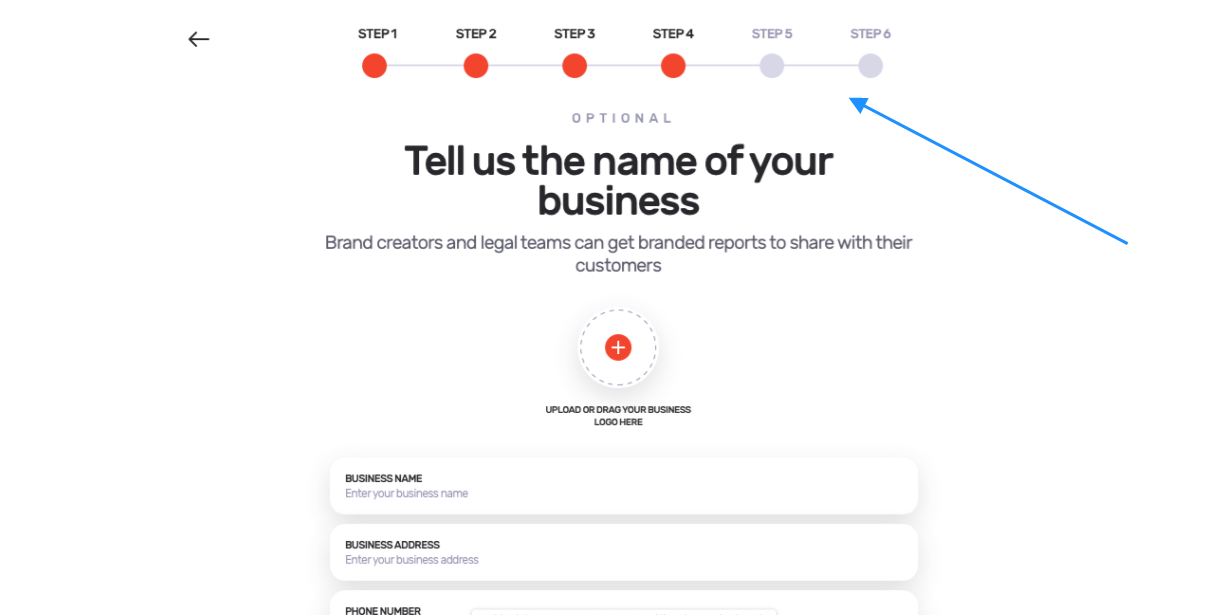 STEP 1 STEP 2 STEP 3 STEP 4 STEP 5 STEP 6
OPTIONAL
Tell us the name of your
business
Brand creators and legal teams can get branded reports to share with their
customers
UPLOAD OR DRAG YOUR BUSINESS
LOGO HERE
BUSINESS NAME
Enter your business name
BUSINESS ADDRESS
Enter your business address
PHONE NUMBER